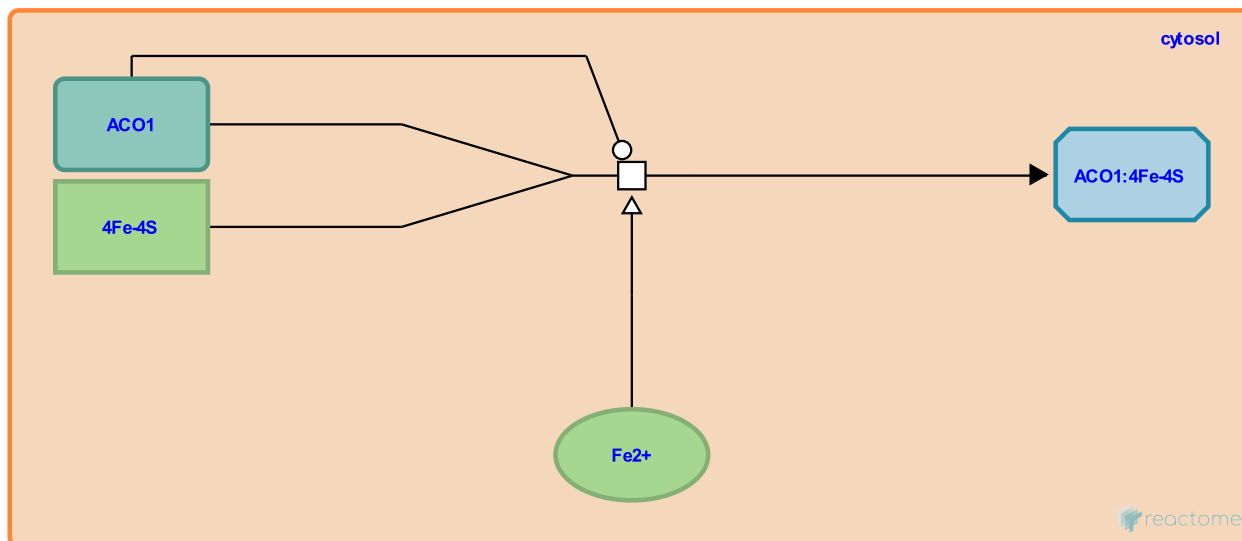 cytosol
ACO1
4Fe-4S
ACO1:4Fe-4S
Fe2+
reactome